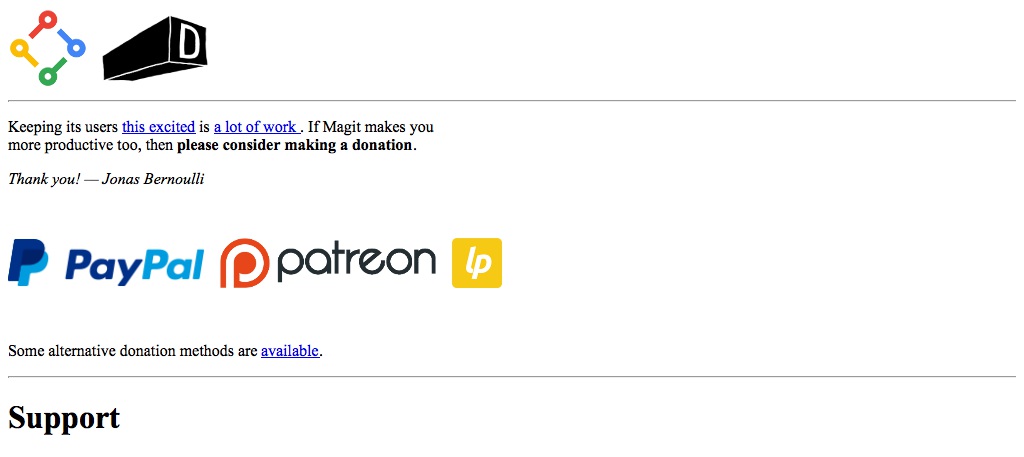 D
Keeping its users this excited is a lot of work . If Magit makes you
more productive too, then please consider making a donation.
Thank you! — Jonas Bernoulli
PayPal patreon lp
Some alternative donation methods are available.
Support